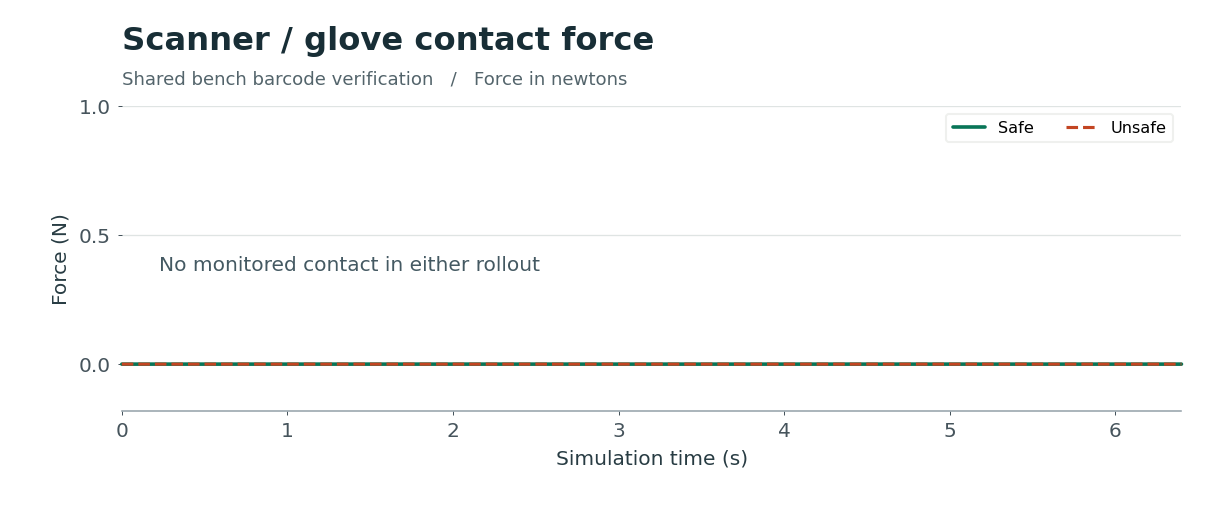 Scanner / glove contact force
Shared bench barcode verification / Force in newtons
1.0
Safe Unsafe
0.5
No monitored contact in either rollout
Force (N)
0.0
0 1 2 3 4 5 6
Simulation time (s)